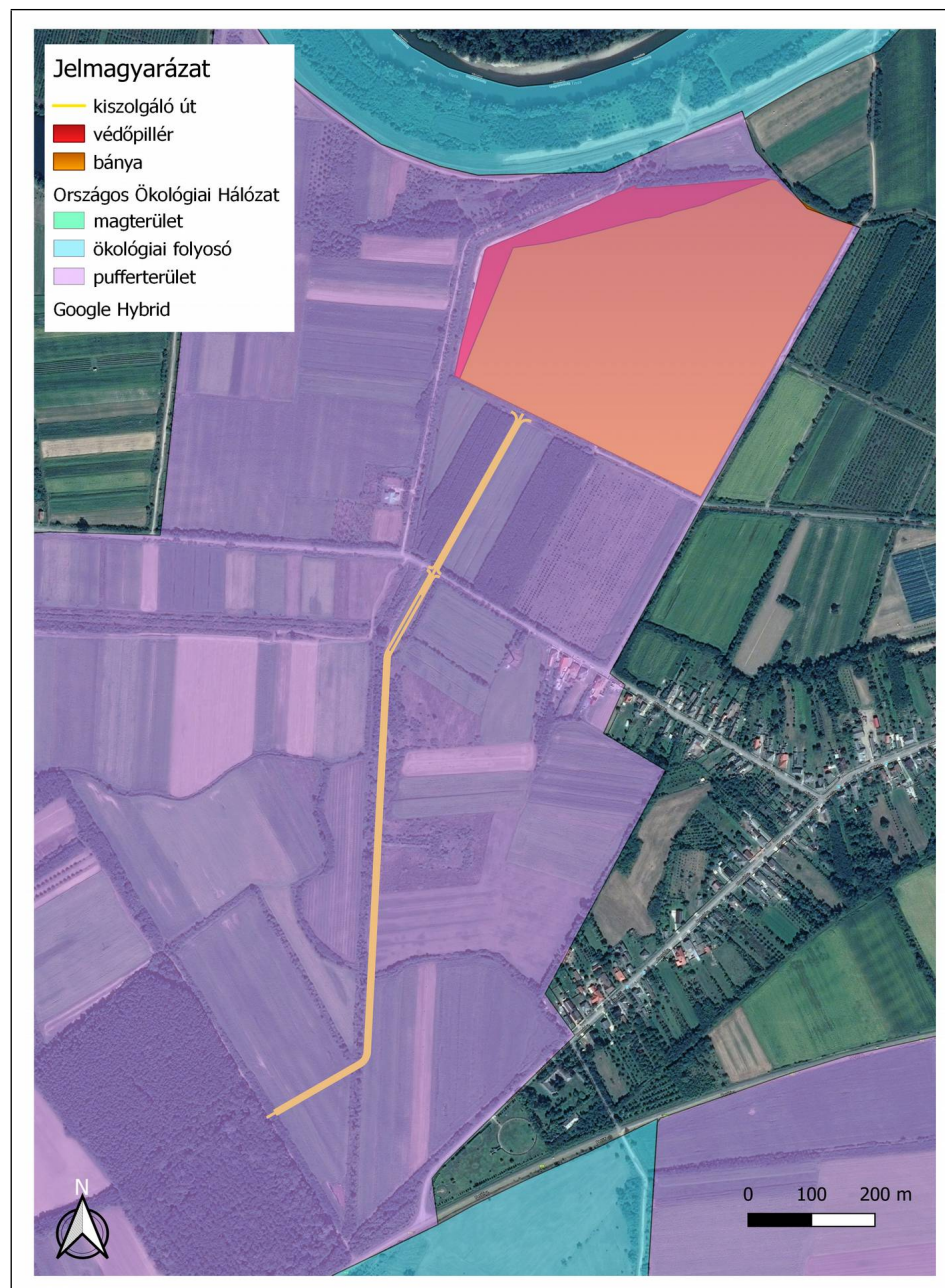 Jelmagyarázat
kiszolgáló út
védőpillér
bánya
Országos Ökológiai Hálózat
magterület
ökológiai folyosó
pufferterület
Google Hybrid
N
0 100 200 m